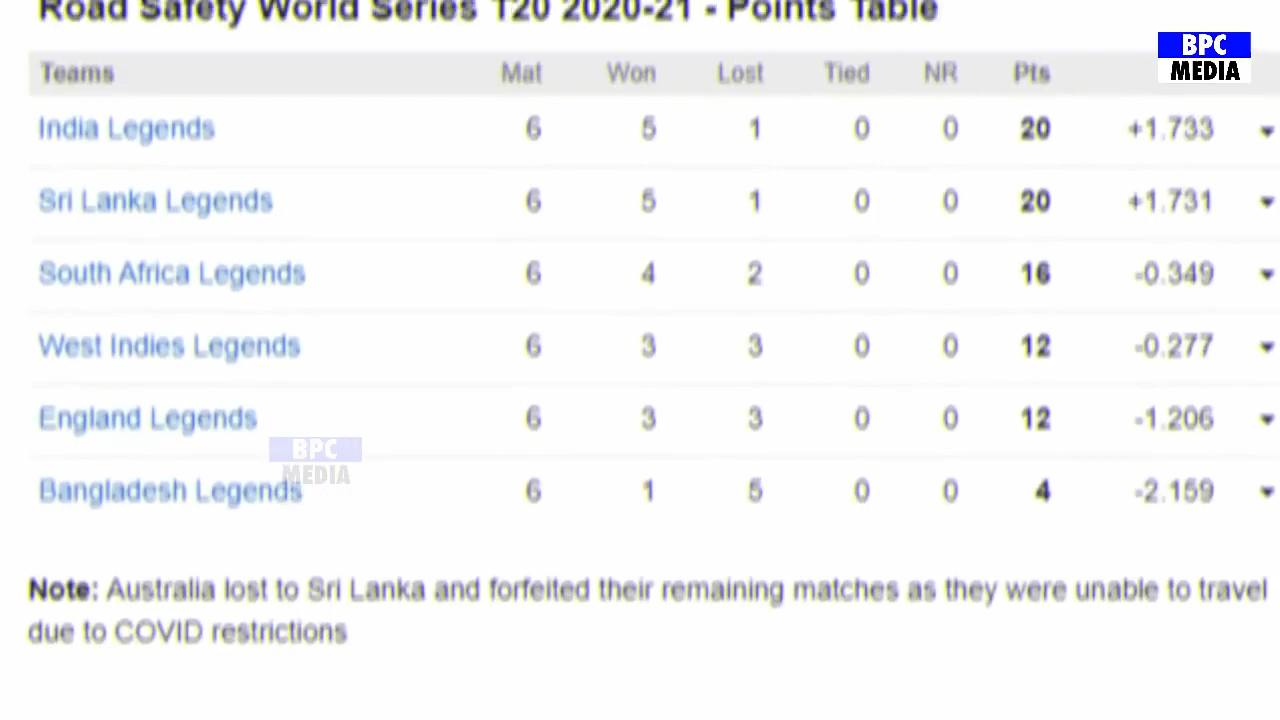 Road Safety World Series T20 2020-21 - Points Table
BPC
MEDIA
Teams Mat Won Lost Tied NR Pts
India Legends 6 5 1 0 0 20 +1.733
Sri Lanka Legends 6 5 1 0 0 20 +1.731
South Africa Legends 6 4 2 0 0 16 -0.349
West Indies Legends 6 3 3 0 0 12 -0.277
England Legends 6 3 3 0 0 12 -1.206
BPC
MEDIA
Bangladesh Legends 6 1 5 0 0 4 -2.159
Note: Australia lost to Sri Lanka and forfeited their remaining matches as they were unable to travel
due to COVID restrictions